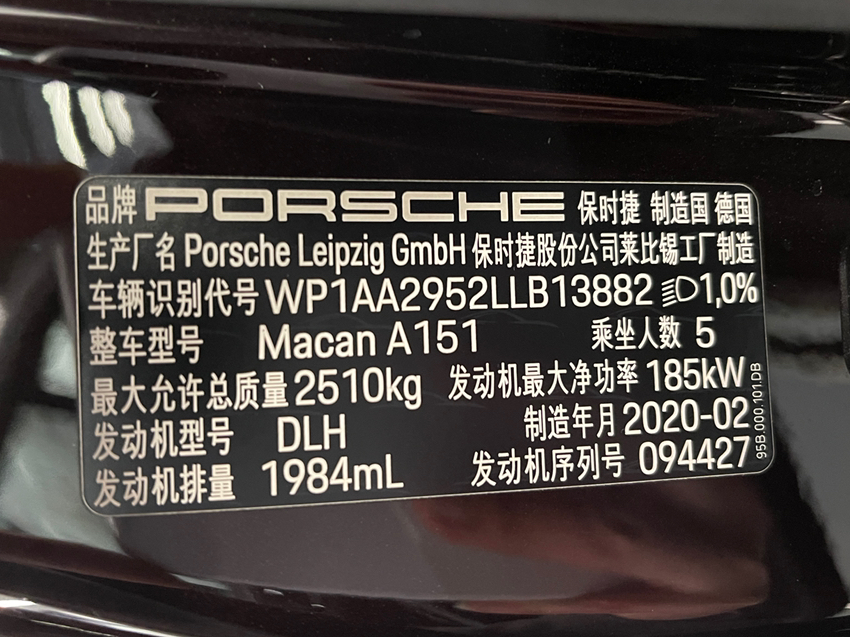 品牌 PORSCHE 保时捷 制造国 德国
生产厂名 Porsche Leipzig GmbH 保时捷股份公司莱比锡工厂制造
车辆识别代号 WP1AA2952LLB13882 1,0%
整车型号 Macan A151 乘坐人数 5
最大允许总质量 2510kg 发动机最大净功率 185kW
发动机型号 DLH 制造年月 2020-02
发动机排量 1984mL 发动机序列号 094427
95B.000.101.DB